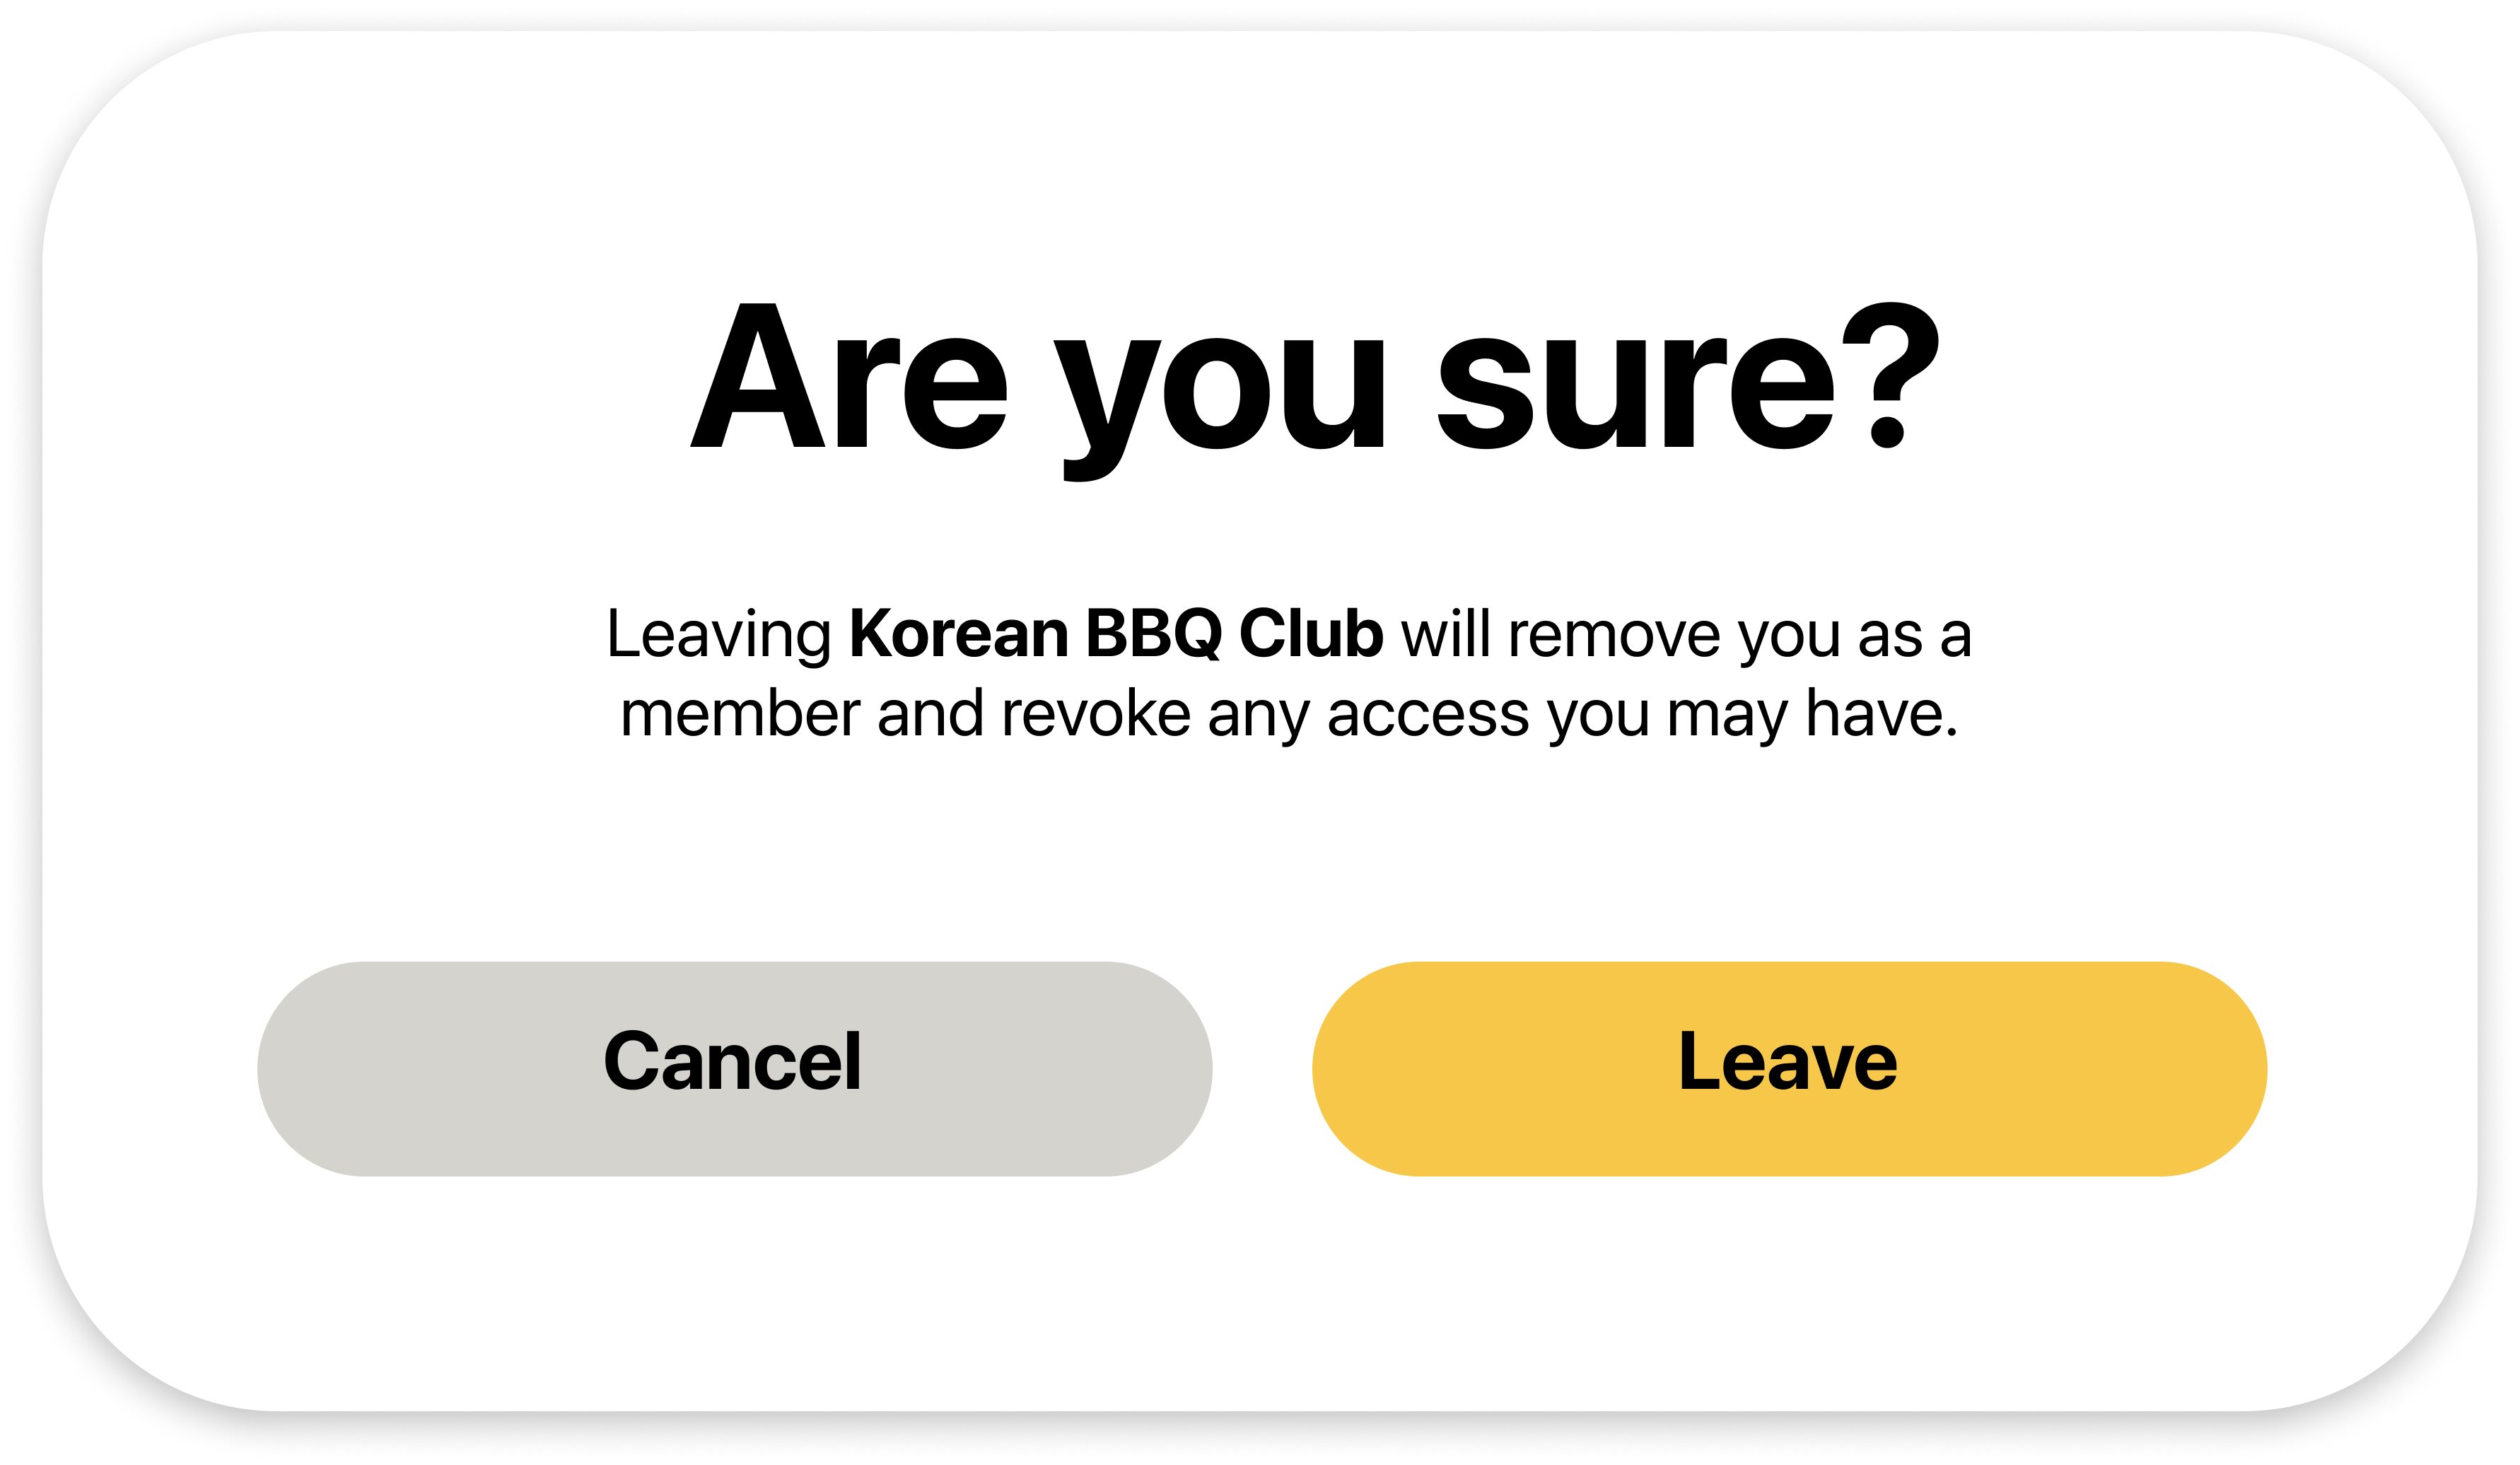 Are you sure?
Leaving Korean BBQ Club will remove you as a
member and revoke any access you may have.
Cancel
Leave